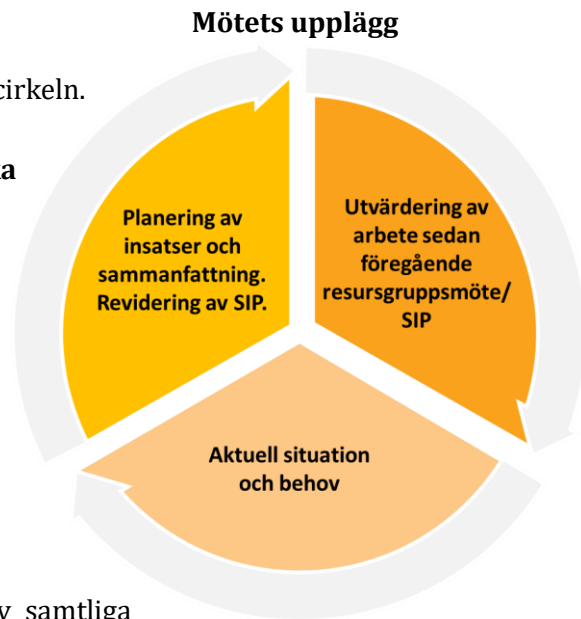 Mötets upplägg
cirkeln.
Planering av
insatser och
sammanfattning.
Revidering av SIP.
Utvärdering av
arbete sedan
föregående
resursgruppsmöte/
SIP
Aktuell situation
och behov
samtliga